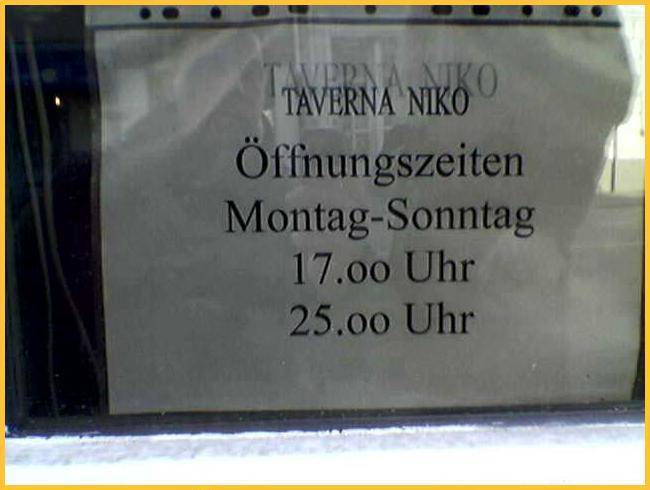 TAVERNA NIKO
Öffnungszeiten
Montag-Sonntag
17.oo Uhr
25.oo Uhr